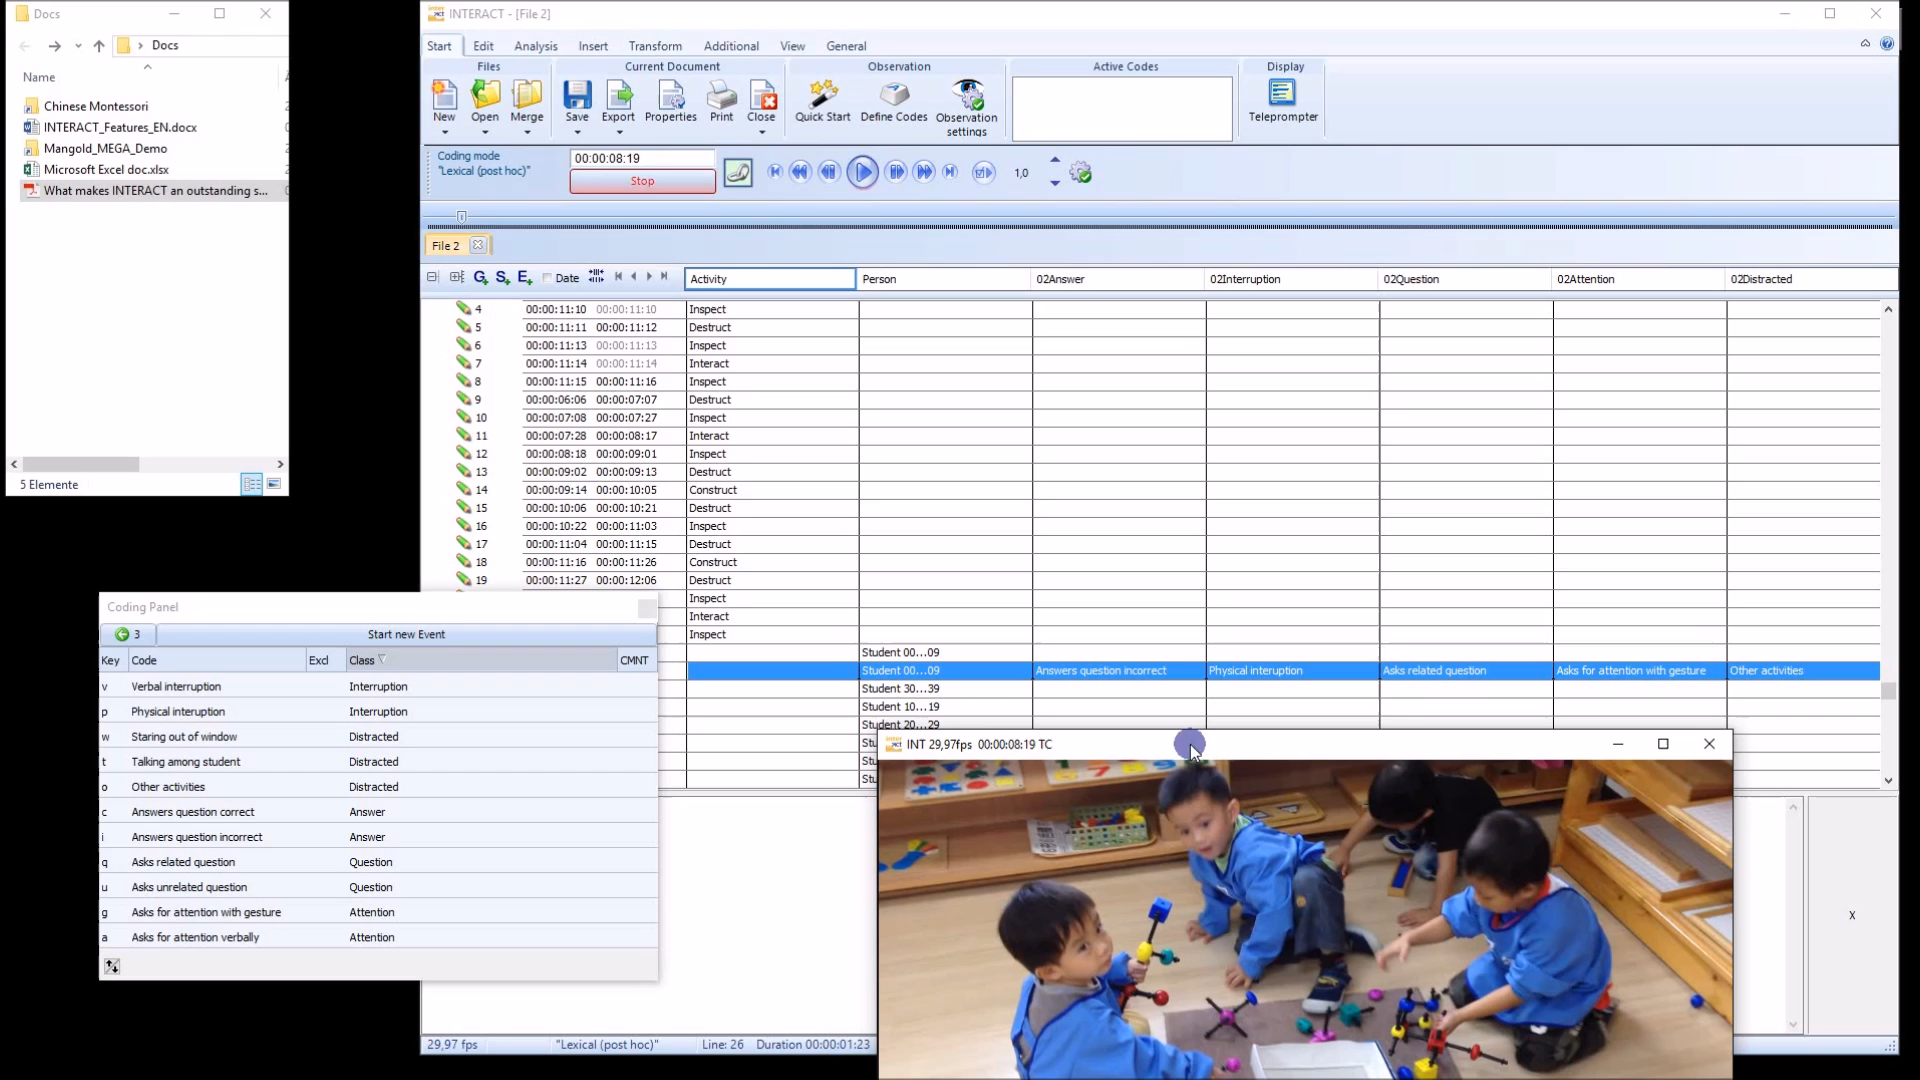 Docs
Docs
Name
Chinese Montessori
INTERACT_Features_EN.docx
Mangold_MEGA_Demo
Microsoft Excel doc.xlsx
What makes INTERACT an outstanding s...
5 Elemente
INTERACT - [File 2]
Start Edit Analysis Insert Transform Additional View General
Files Current Document Observation Active Codes Display
New Open Merge Save Export Properties Print Close Quick Start Define Codes Observation settings Teleprompter
Coding mode
"Lexical (post hoc)"
00:00:08:19
Stop
1,0
File 2
G+ S+ E+ Date Activity Person 02Answer 02Interruption 02Question 02Attention 02Distracted
4 00:00:11:10 00:00:11:10 Inspect
5 00:00:11:11 00:00:11:12 Destruct
6 00:00:11:13 00:00:11:13 Inspect
7 00:00:11:14 00:00:11:14 Interact
8 00:00:11:15 00:00:11:16 Inspect
9 00:00:06:06 00:00:07:07 Destruct
10 00:00:07:08 00:00:07:27 Inspect
11 00:00:07:28 00:00:08:17 Interact
12 00:00:08:18 00:00:09:01 Inspect
13 00:00:09:02 00:00:09:13 Destruct
14 00:00:09:14 00:00:10:05 Construct
15 00:00:10:06 00:00:10:21 Destruct
16 00:00:10:22 00:00:11:03 Inspect
17 00:00:11:04 00:00:11:15 Destruct
18 00:00:11:16 00:00:11:26 Construct
19 00:00:11:27 00:00:12:06 Destruct
Inspect
Interact
Inspect
Student 00...09
Student 00...09 Answers question incorrect Physical interuption Asks related question Asks for attention with gesture Other activities
Student 30...39
Student 10...19
Student 20...29
Stu
Stu
Stu
Coding Panel
3 Start new Event
Key Code Excl Class CMNT
v Verbal interruption Interruption
p Physical interuption Interruption
w Staring out of window Distracted
t Talking among student Distracted
o Other activities Distracted
c Answers question correct Answer
i Answers question incorrect Answer
q Asks related question Question
u Asks unrelated question Question
g Asks for attention with gesture Attention
a Asks for attention verbally Attention
INT 29,97fps 00:00:08:19 TC
X
29,97 fps "Lexical (post hoc)" Line: 26 Duration 00:00:01:23